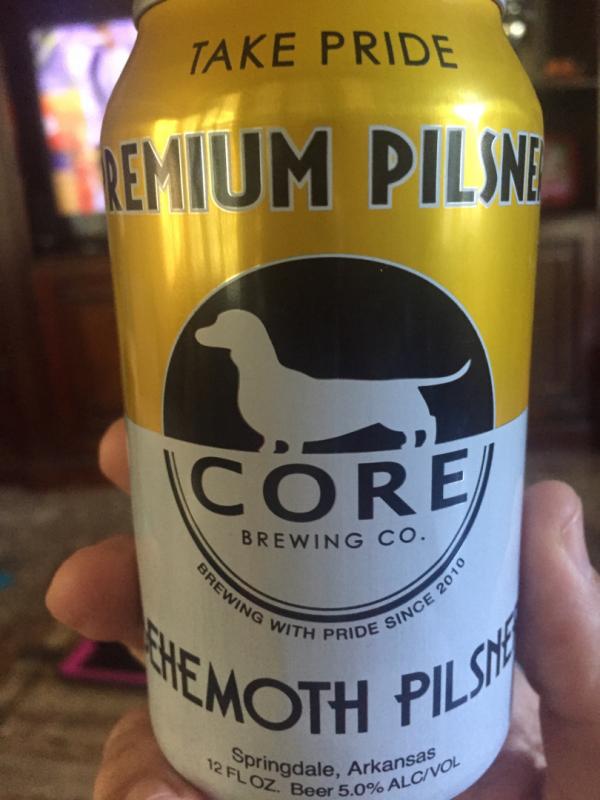 TAKE PRIDE
REMIUM PILSNE
CORE
BREWING CO.
BREWING WITH PRIDE SINCE 2010
EHEMOTH PILSNE
Springdale, Arkansas
12 FL OZ. Beer 5.0% ALC/VOL